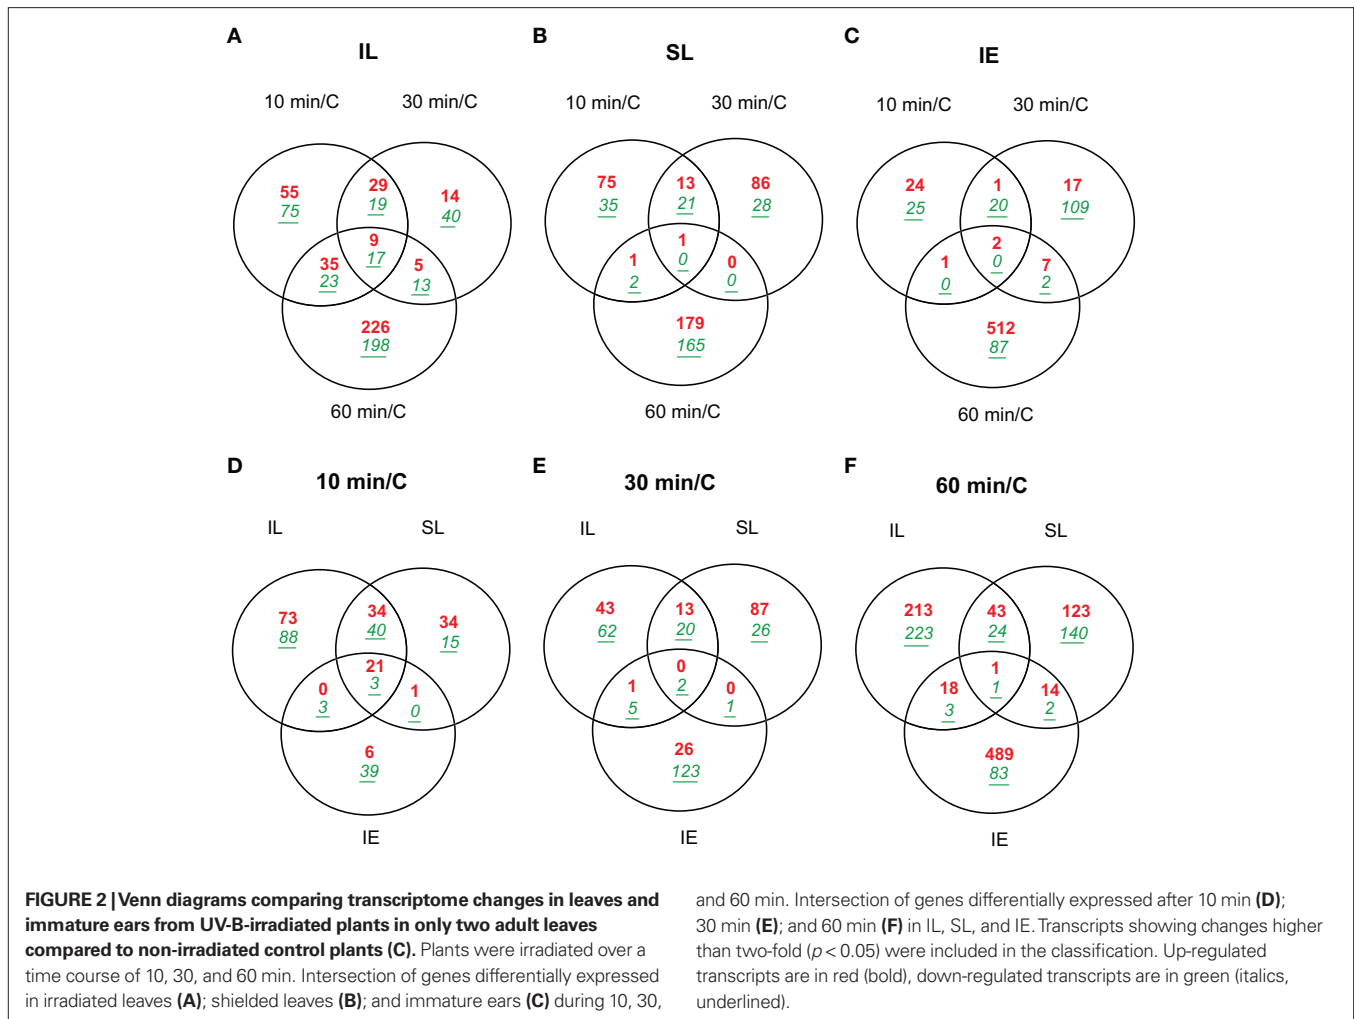 A
IL
10 min/C
30 min/C
55
75
29
19
14
40
9
17
35
23
5
13
226
198
60 min/C
B
SL
10 min/C
30 min/C
75
35
13
21
86
28
1
0
1
2
0
0
179
165
60 min/C
C
IE
10 min/C
30 min/C
24
25
1
20
17
109
2
0
1
0
7
2
512
87
60 min/C
D
10 min/C
IL
SL
73
88
34
40
34
15
21
3
0
3
1
0
6
39
IE
E
30 min/C
IL
SL
43
62
13
20
87
26
0
2
1
5
0
1
26
123
IE
F
60 min/C
IL
SL
213
223
43
24
123
140
1
1
18
3
14
2
489
83
IE
FIGURE 2 | Venn diagrams comparing transcriptome changes in leaves and
immature ears from UV-B-irradiated plants in only two adult leaves
compared to non-irradiated control plants (C). Plants were irradiated over a
time course of 10, 30, and 60 min. Intersection of genes differentially expressed
in irradiated leaves (A); shielded leaves (B); and immature ears (C) during 10, 30,
and 60 min. Intersection of genes differentially expressed after 10 min (D);
30 min (E); and 60 min (F) in IL, SL, and IE. Transcripts showing changes higher
than two-fold (p < 0.05) were included in the classification. Up-regulated
transcripts are in red (bold), down-regulated transcripts are in green (italics,
underlined).